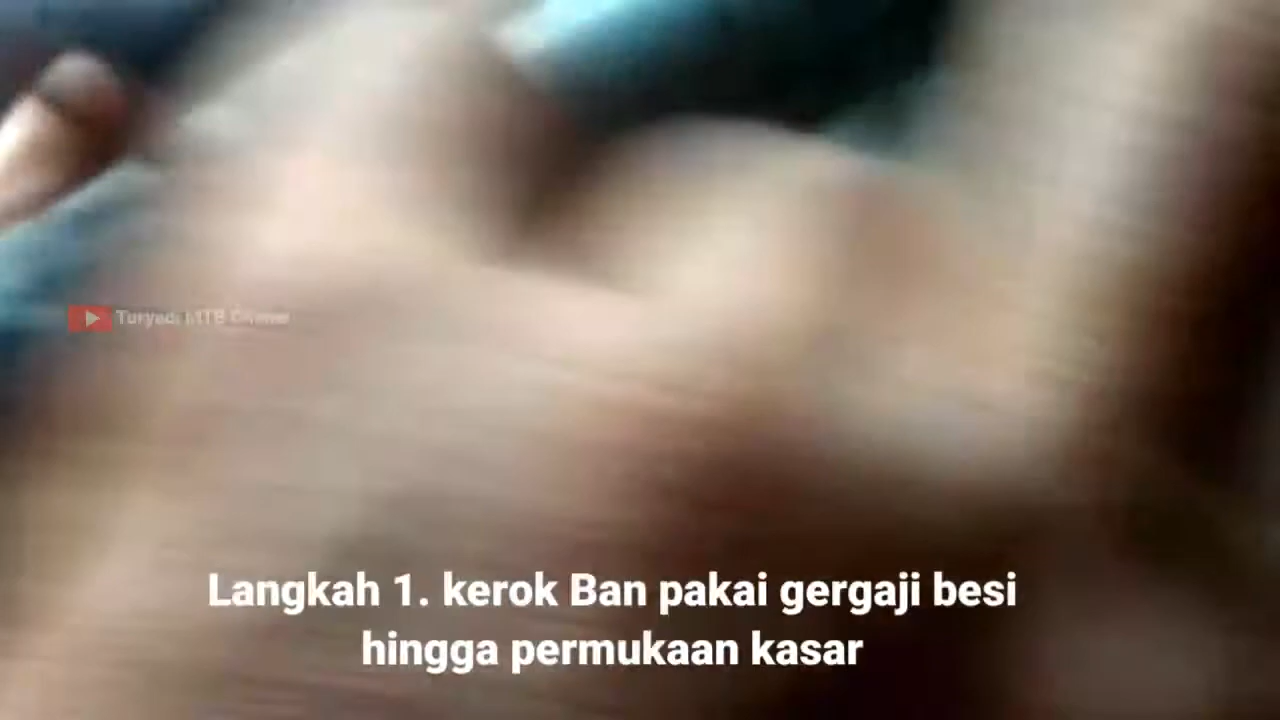 Langkah 1. kerok Ban pakai gergaji besi
hingga permukaan kasar